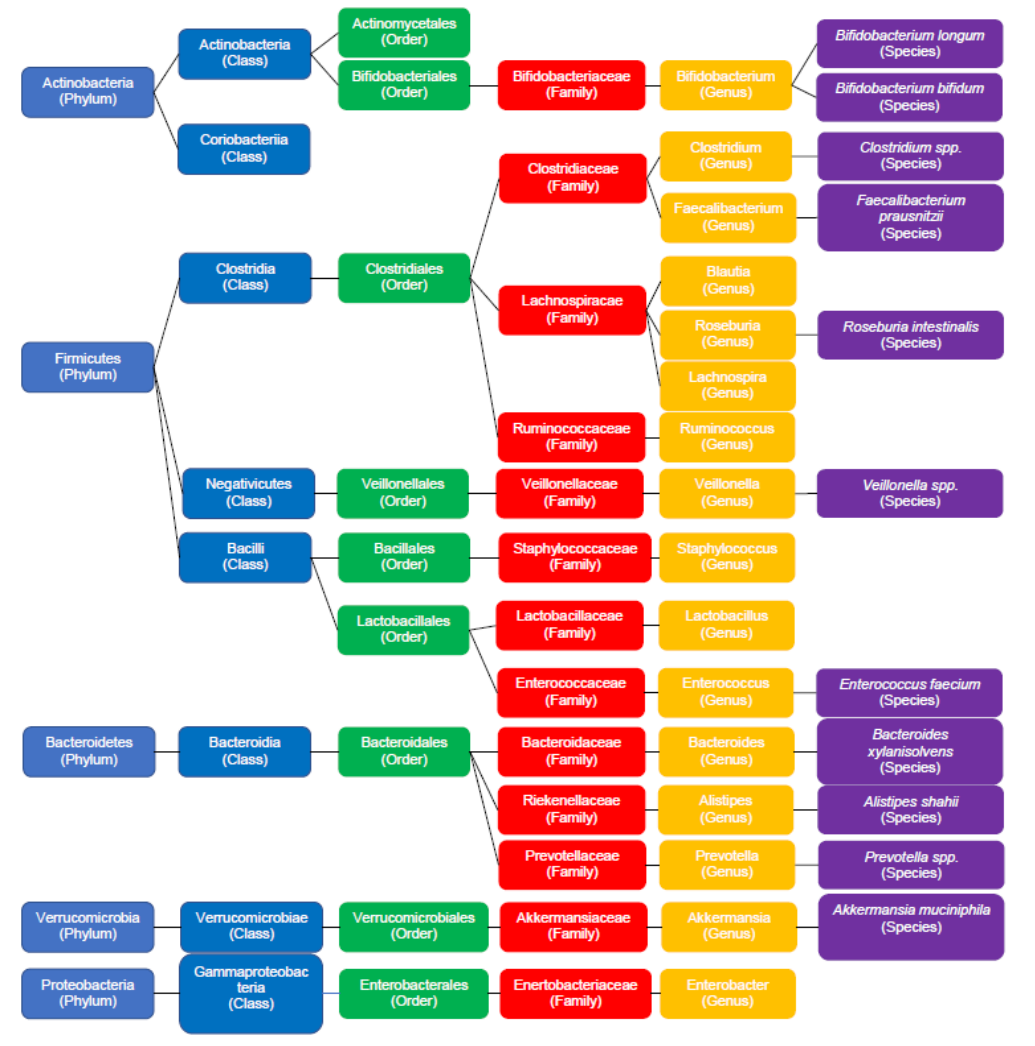 Actinobacteria
(Phylum)
Actinobacteria
(Class)
Actinomycetales
(Order)
Bifidobacteriales
(Order)
Bifidobacteriaceae
(Family)
Bifidobacterium
(Genus)
Bifidobacterium longum
(Species)
Bifidobacterium bifidum
(Species)
Coriobacteriia
(Class)
Firmicutes
(Phylum)
Clostridia
(Class)
Clostridiales
(Order)
Clostridiaceae
(Family)
Clostridium
(Genus)
Clostridium spp.
(Species)
Faecalibacterium
(Genus)
Faecalibacterium
prausnitzii
(Species)
Lachnospiracae
(Family)
Blautia
(Genus)
Roseburia
(Genus)
Roseburia intestinalis
(Species)
Lachnospira
(Genus)
Ruminococcaceae
(Family)
Ruminococcus
(Genus)
Negativicutes
(Class)
Veillonellales
(Order)
Veillonellaceae
(Family)
Veillonella
(Genus)
Veillonella spp.
(Species)
Bacilli
(Class)
Bacillales
(Order)
Staphylococcaceae
(Family)
Staphylococcus
(Genus)
Lactobacillales
(Order)
Lactobacillaceae
(Family)
Lactobacillus
(Genus)
Enterococcaceae
(Family)
Enterococcus
(Genus)
Enterococcus faecium
(Species)
Bacteroidetes
(Phylum)
Bacteroidia
(Class)
Bacteroidales
(Order)
Bacteroidaceae
(Family)
Bacteroides
(Genus)
Bacteroides
xylanisolvens
(Species)
Riekenellaceae
(Family)
Alistipes
(Genus)
Alistipes shahii
(Species)
Prevotellaceae
(Family)
Prevotella
(Genus)
Prevotella spp.
(Species)
Verrucomicrobia
(Phylum)
Verrucomicrobiae
(Class)
Verrucomicrobiales
(Order)
Akkermansiaceae
(Family)
Akkermansia
(Genus)
Akkermansia muciniphila
(Species)
Proteobacteria
(Phylum)
Gammaproteobac
teria
(Class)
Enterobacterales
(Order)
Enertobacteriaceae
(Family)
Enterobacter
(Genus)